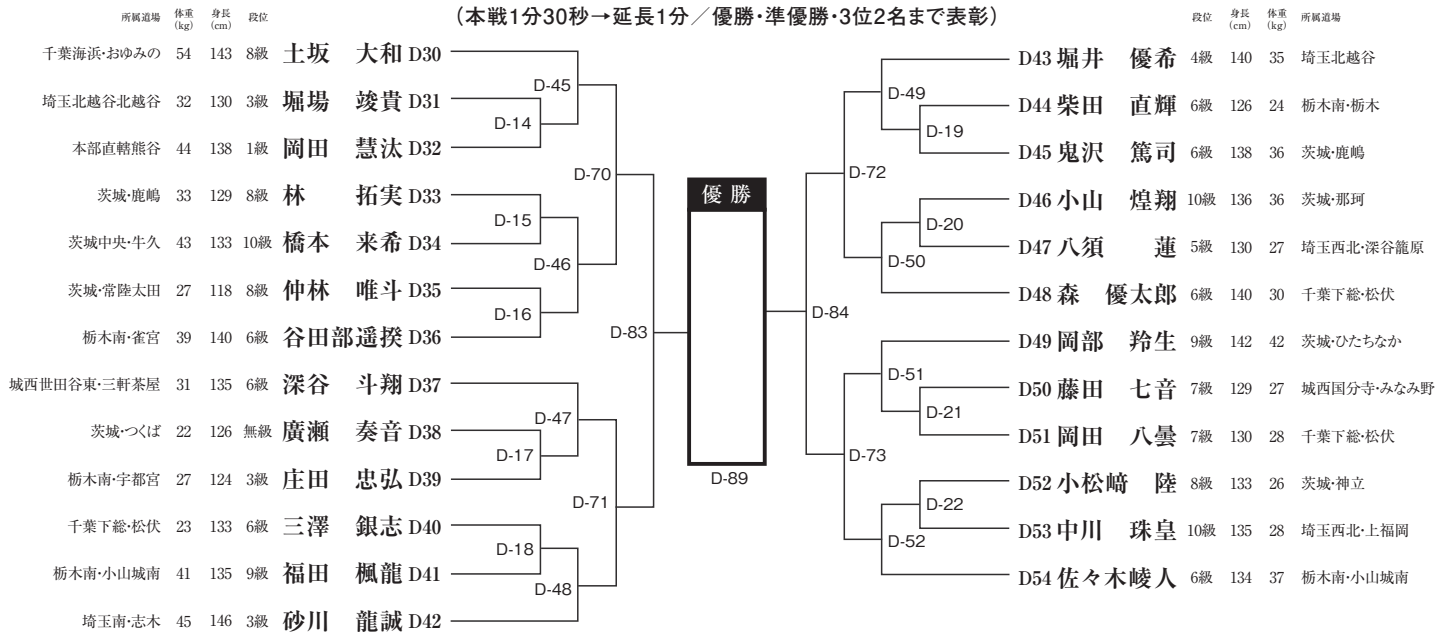 (本戦1分30秒→延長1分／優勝・準優勝・3位2名まで表彰)
所属道場 体重(kg) 身長(cm) 段位
千葉海浜・おゆみの 54 143 8級 土坂 大和 D30
埼玉北越谷北越谷 32 130 3級 堀場 竣貴 D31
本部直轄熊谷 44 138 1級 岡田 慧汰 D32
茨城・鹿嶋 33 129 8級 林 拓実 D33
茨城中央・牛久 43 133 10級 橋本 来希 D34
茨城・常陸太田 27 118 8級 仲林 唯斗 D35
栃木南・雀宮 39 140 6級 谷田部遥揆 D36
城西世田谷東・三軒茶屋 31 135 6級 深谷 斗翔 D37
茨城・つくば 22 126 無級 廣瀬 奏音 D38
栃木南・宇都宮 27 124 3級 庄田 忠弘 D39
千葉下総・松伏 23 133 6級 三澤 銀志 D40
栃木南・小山城南 41 135 9級 福田 楓龍 D41
埼玉南・志木 45 146 3級 砂川 龍誠 D42
D-45
D-14
D-70
D-15
D-46
D-16
D-83
D-47
D-17
D-71
D-18
D-48
優勝
D-89
D-49
D-19
D-72
D-20
D-50
D-84
D-51
D-21
D-73
D-22
D-52
段位 身長(cm) 体重(kg) 所属道場
D43 堀井 優希 4級 140 35 埼玉北越谷
D44 柴田 直輝 6級 126 24 栃木南・栃木
D45 鬼沢 篤司 6級 138 36 茨城・鹿嶋
D46 小山 煌翔 10級 136 36 茨城・那珂
D47 八須 蓮 5級 130 27 埼玉西北・深谷籠原
D48 森 優太郎 6級 140 30 千葉下総・松伏
D49 岡部 羚生 9級 142 42 茨城・ひたちなか
D50 藤田 七音 7級 129 27 城西国分寺・みなみ野
D51 岡田 八曇 7級 130 28 千葉下総・松伏
D52 小松﨑 陸 8級 133 26 茨城・神立
D53 中川 珠皇 10級 135 28 埼玉西北・上福岡
D54 佐々木崚人 6級 134 37 栃木南・小山城南